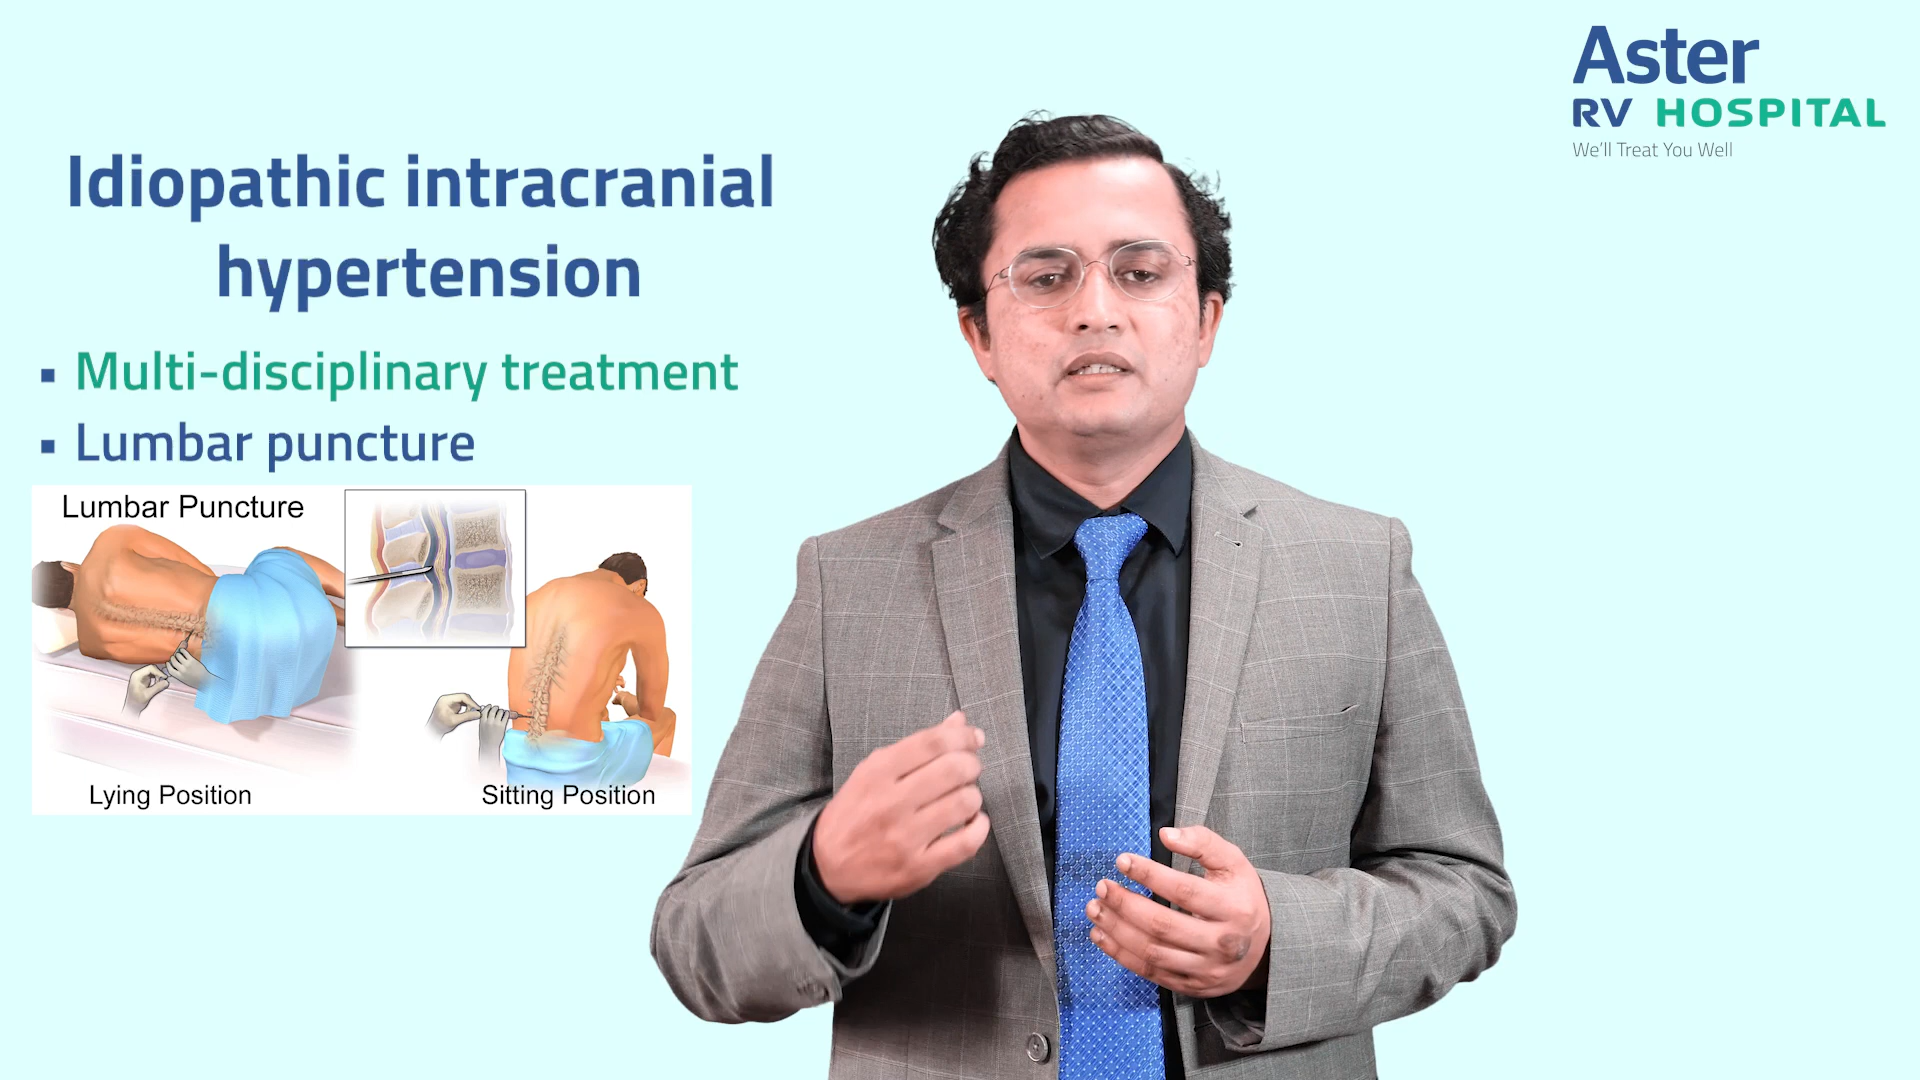 Aster
RV HOSPITAL
We'll Treat You Well
Idiopathic intracranial
hypertension
▪ Multi-disciplinary treatment
▪ Lumbar puncture
Lumbar Puncture
Lying Position
Sitting Position